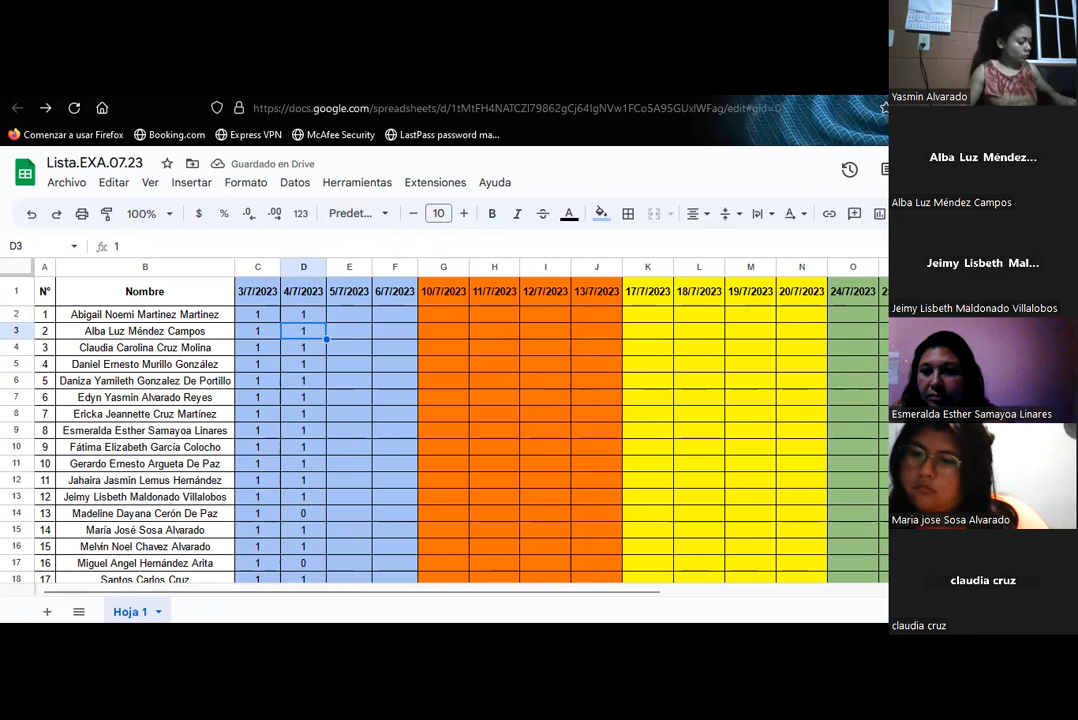 https://docs.google.com/spreadsheets/d/1tMtFH4NATCZI79862gCj64IgNVw1FCo5A95GUxIWFag/edit#gid=0
Comenzar a usar Firefox Booking.com Express VPN McAfee Security LastPass password ma...
Lista.EXA.07.23 Guardado en Drive
Archivo Editar Ver Insertar Formato Datos Herramientas Extensiones Ayuda
100% $ % .0 .00 123 Predet... − 10 + B I S A
D3 fx 1
A B C D E F G H I J K L M N O
1 N° Nombre 3/7/2023 4/7/2023 5/7/2023 6/7/2023 10/7/2023 11/7/2023 12/7/2023 13/7/2023 17/7/2023 18/7/2023 19/7/2023 20/7/2023 24/7/2023
2 1 Abigail Noemi Martinez Martinez 1 1
3 2 Alba Luz Méndez Campos 1 1
4 3 Claudia Carolina Cruz Molina 1 1
5 4 Daniel Ernesto Murillo González 1 1
6 5 Daniza Yamileth Gonzalez De Portillo 1 1
7 6 Edyn Yasmin Alvarado Reyes 1 1
8 7 Ericka Jeannette Cruz Martínez 1 1
9 8 Esmeralda Esther Samayoa Linares 1 1
10 9 Fátima Elizabeth García Colocho 1 1
11 10 Gerardo Ernesto Argueta De Paz 1 1
12 11 Jahaira Jasmin Lemus Hernández 1 1
13 12 Jeimy Lisbeth Maldonado Villalobos 1 1
14 13 Madeline Dayana Cerón De Paz 1 0
15 14 María José Sosa Alvarado 1 1
16 15 Melvin Noel Chavez Alvarado 1 1
17 16 Miguel Angel Hernández Arita 1 0
18 17 Santos Carlos Cruz 1 1
Hoja 1
Yasmin Alvarado
Alba Luz Méndez...
Alba Luz Méndez Campos
Jeimy Lisbeth Mal...
Jeimy Lisbeth Maldonado Villalobos
Esmeralda Esther Samayoa Linares
Maria jose Sosa Alvarado
claudia cruz
claudia cruz